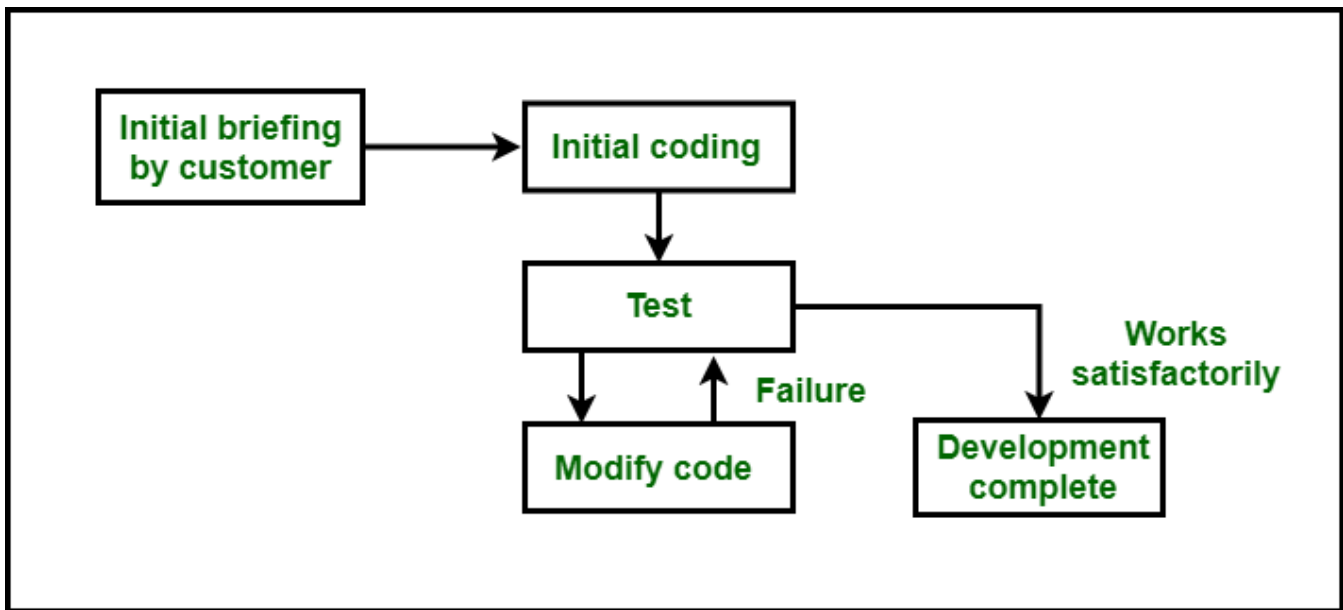 Initial briefing
by customer
Initial coding
Test
Works
satisfactorily
Failure
Modify code
Development
complete